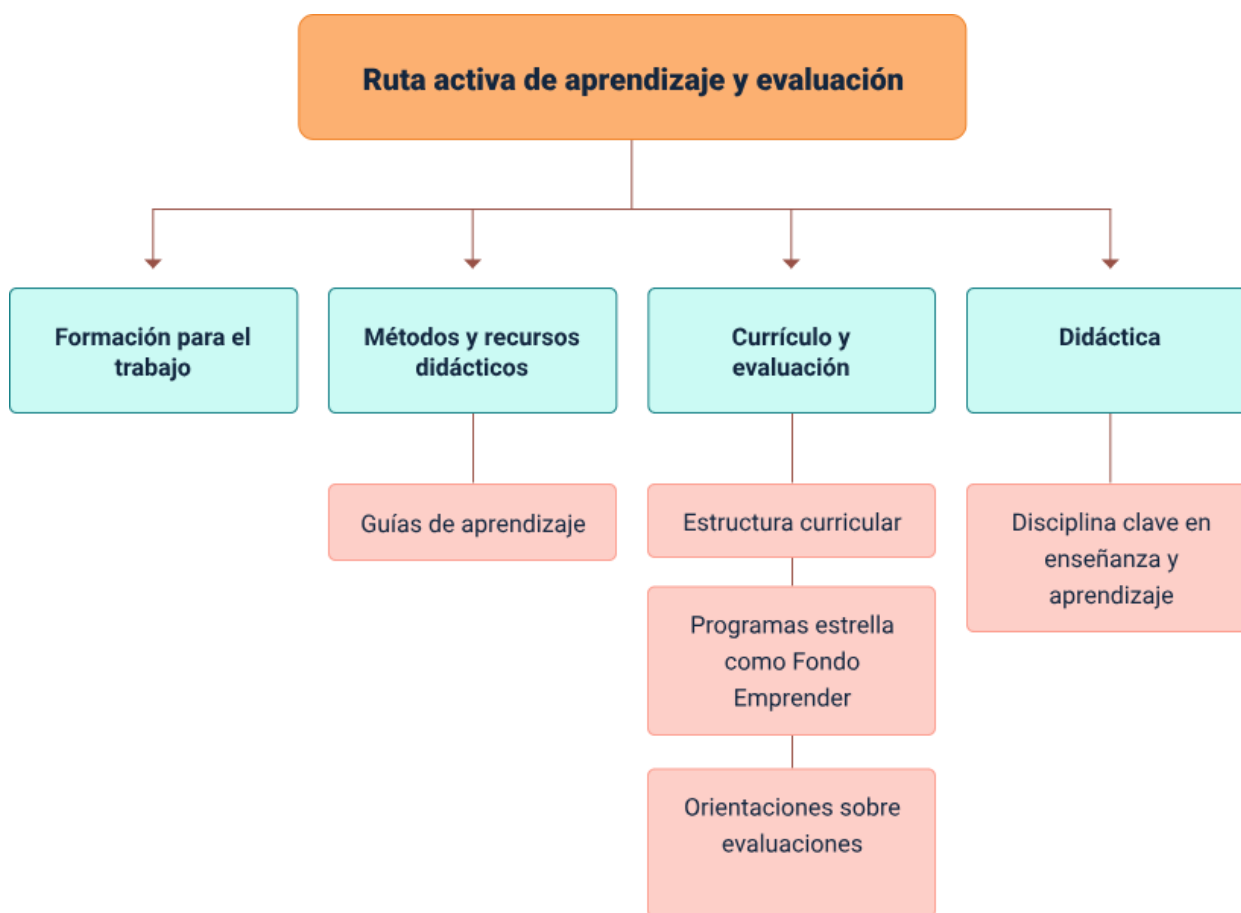 Ruta activa de aprendizaje y evaluación
Formación para el
trabajo
Métodos y recursos
didácticos
Currículo y
evaluación
Didáctica
Guías de aprendizaje
Estructura curricular
Disciplina clave en
enseñanza y
aprendizaje
Programas estrella
como Fondo
Emprender
Orientaciones sobre
evaluaciones